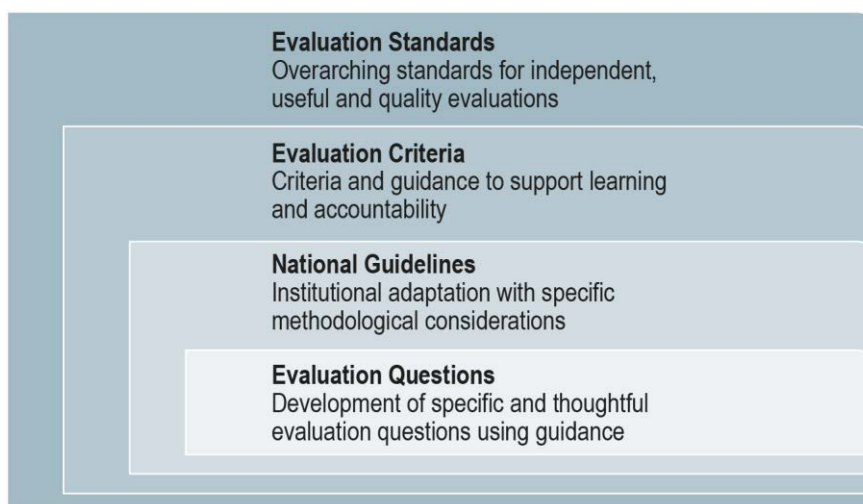 Evaluation Standards
Overarching standards for independent,
useful and quality evaluations
Evaluation Criteria
Criteria and guidance to support learning
and accountability
National Guidelines
Institutional adaptation with specific
methodological considerations
Evaluation Questions
Development of specific and thoughtful
evaluation questions using guidance